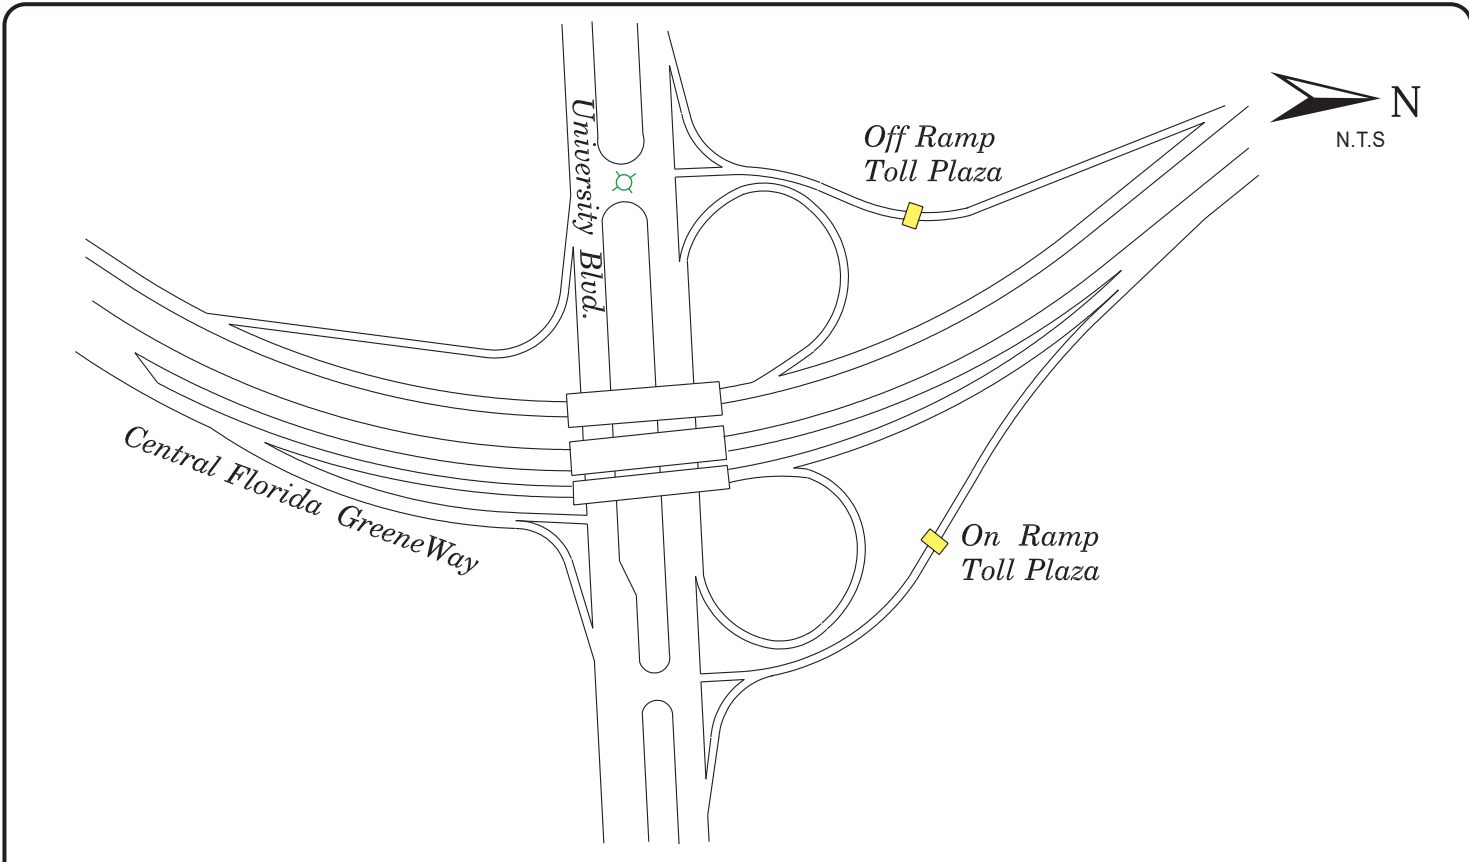 N
N.T.S
Off Ramp
Toll Plaza
University Blvd.
Central Florida GreeneWay
On Ramp
Toll Plaza